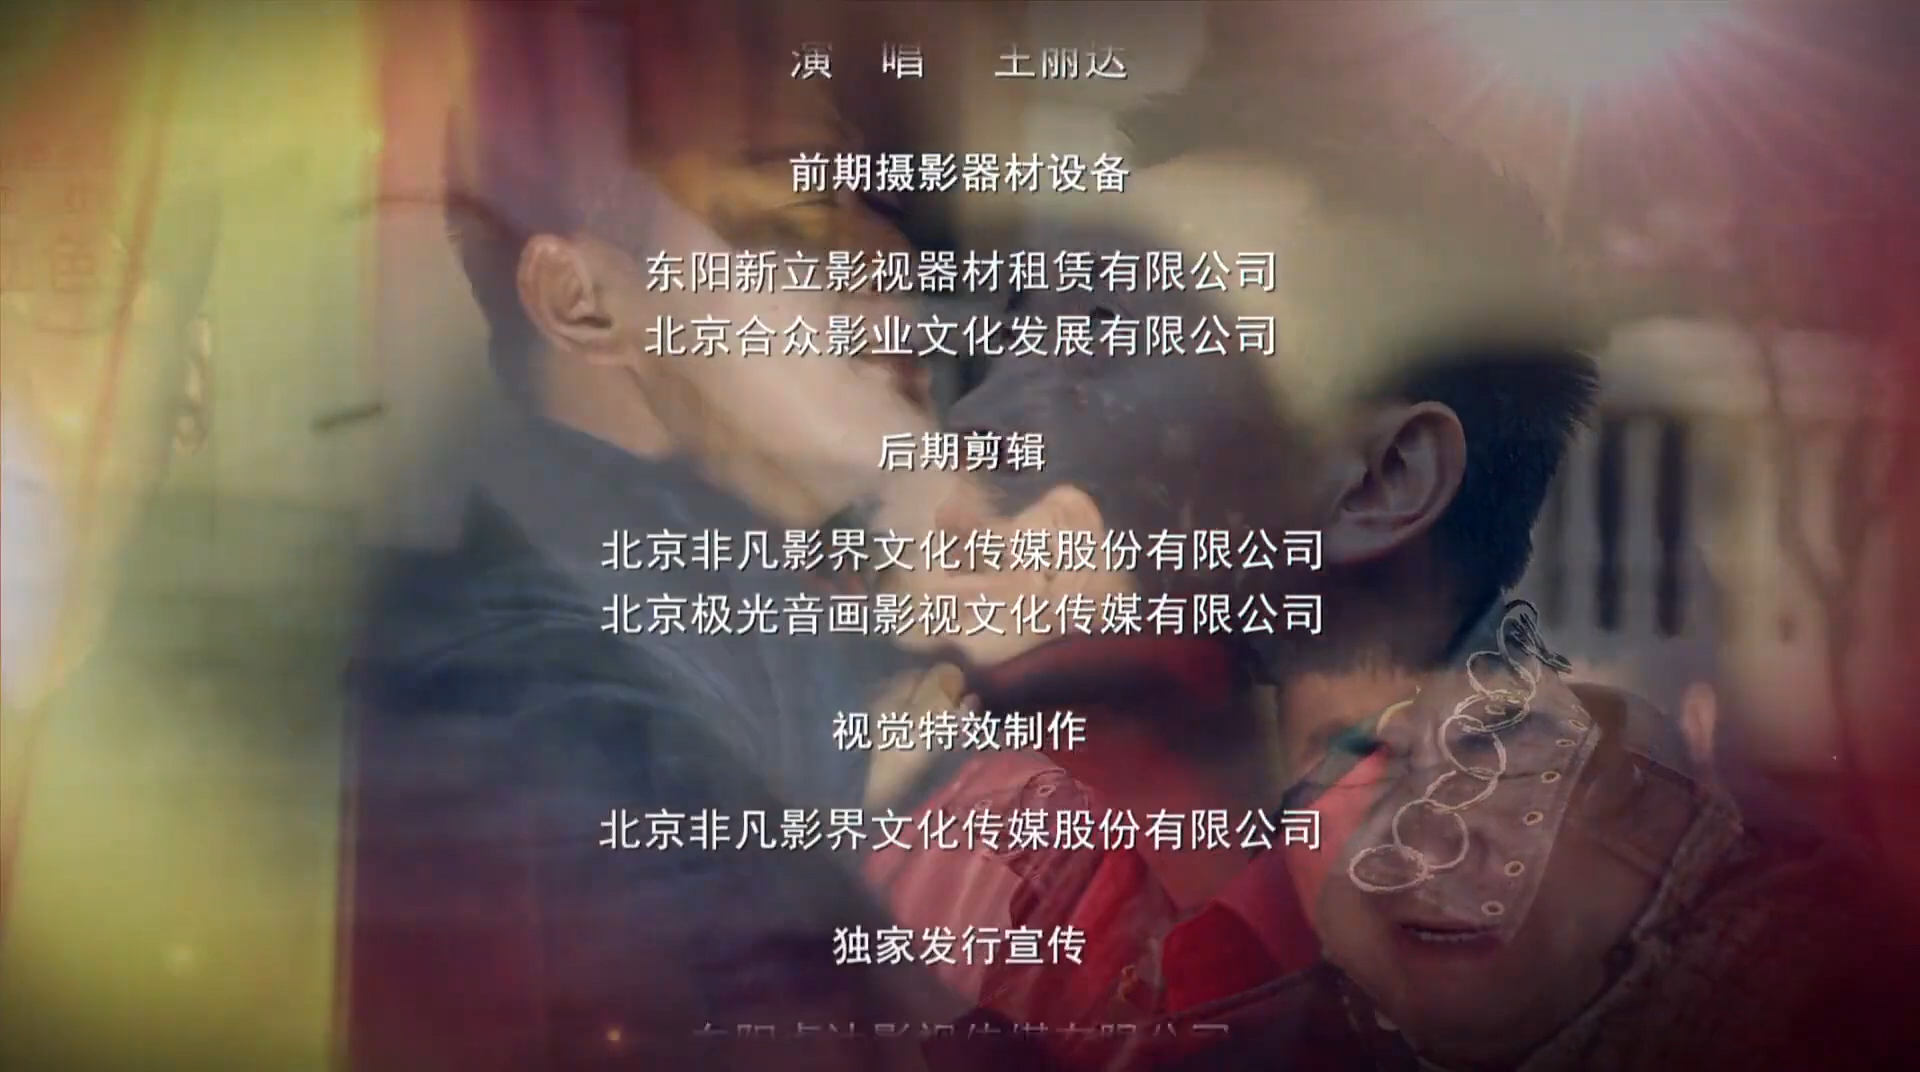 演 唱 王丽达
前期摄影器材设备
东阳新立影视器材租赁有限公司
北京合众影业文化发展有限公司
后期剪辑
北京非凡影界文化传媒股份有限公司
北京极光音画影视文化传媒有限公司
视觉特效制作
北京非凡影界文化传媒股份有限公司
独家发行宣传